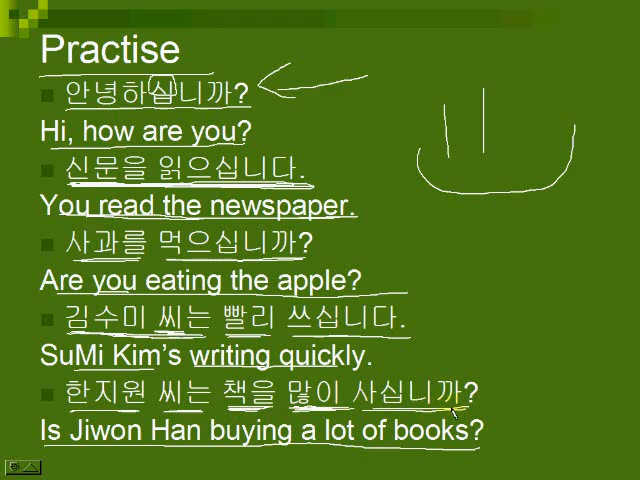 Practise
안녕하십니까?
Hi, how are you?
신문을 읽으십니다.
You read the newspaper.
사과를 먹으십니까?
Are you eating the apple?
김수미 씨는 빨리 쓰십니다.
SuMi Kim's writing quickly.
한지원 씨는 책을 많이 사십니까?
Is Jiwon Han buying a lot of books?